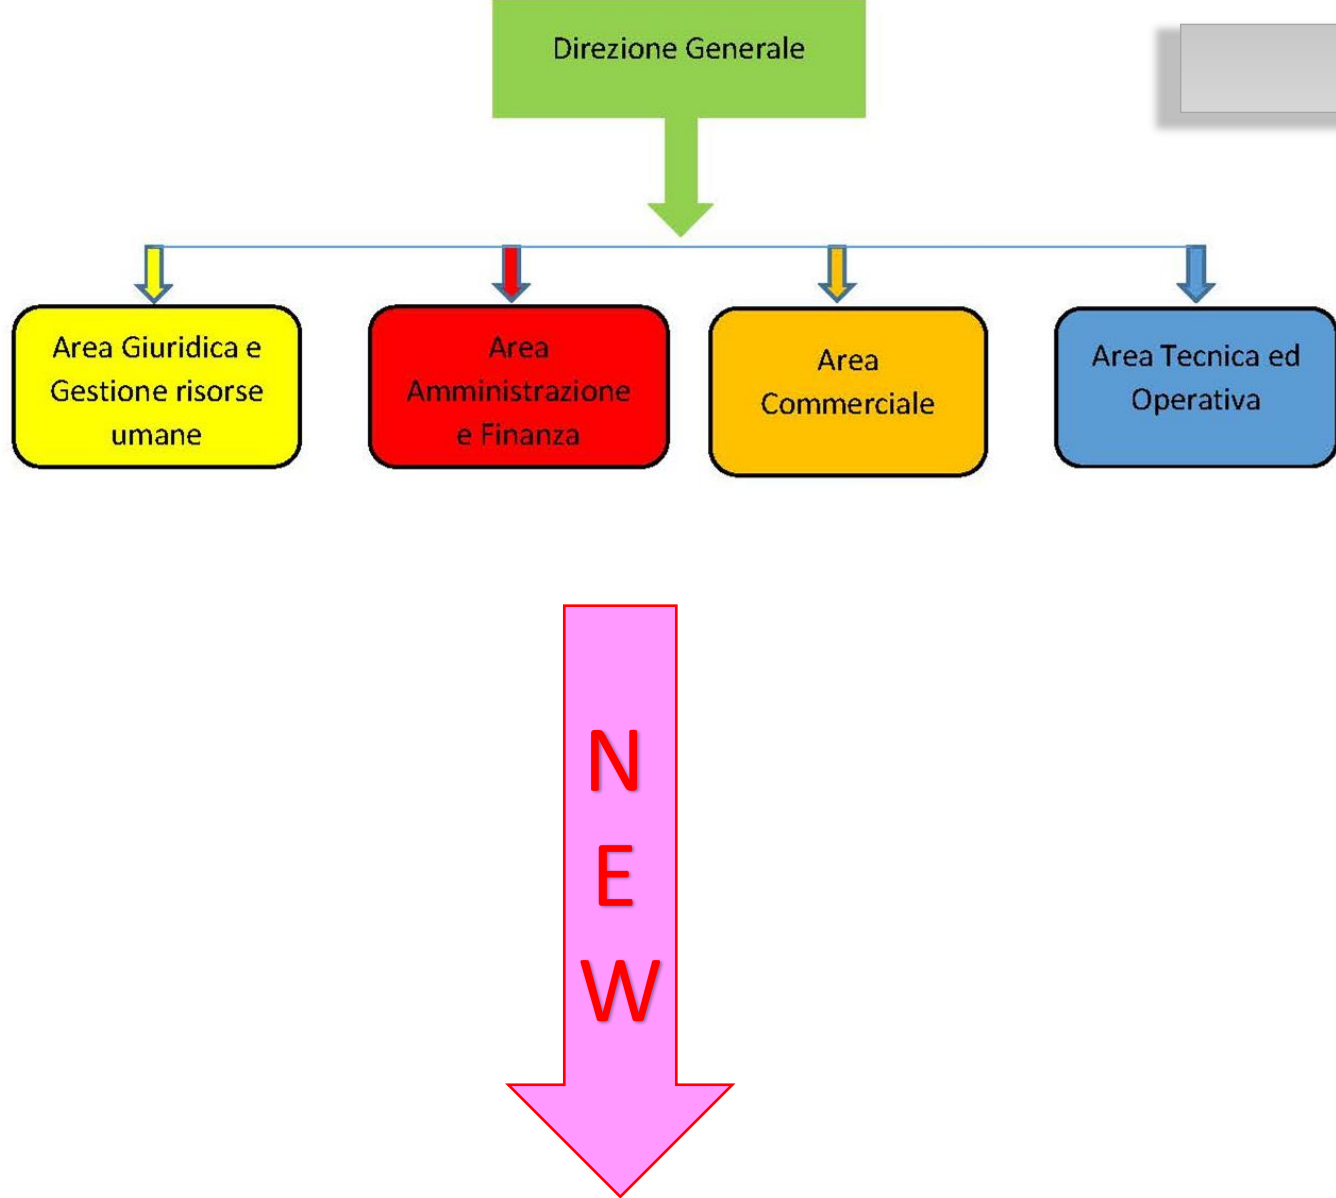 Direzione Generale
Area Giuridica e
Gestione risorse
umane
Area
Amministrazione
e Finanza
Area
Commerciale
Area Tecnica ed
Operativa
N
E
W